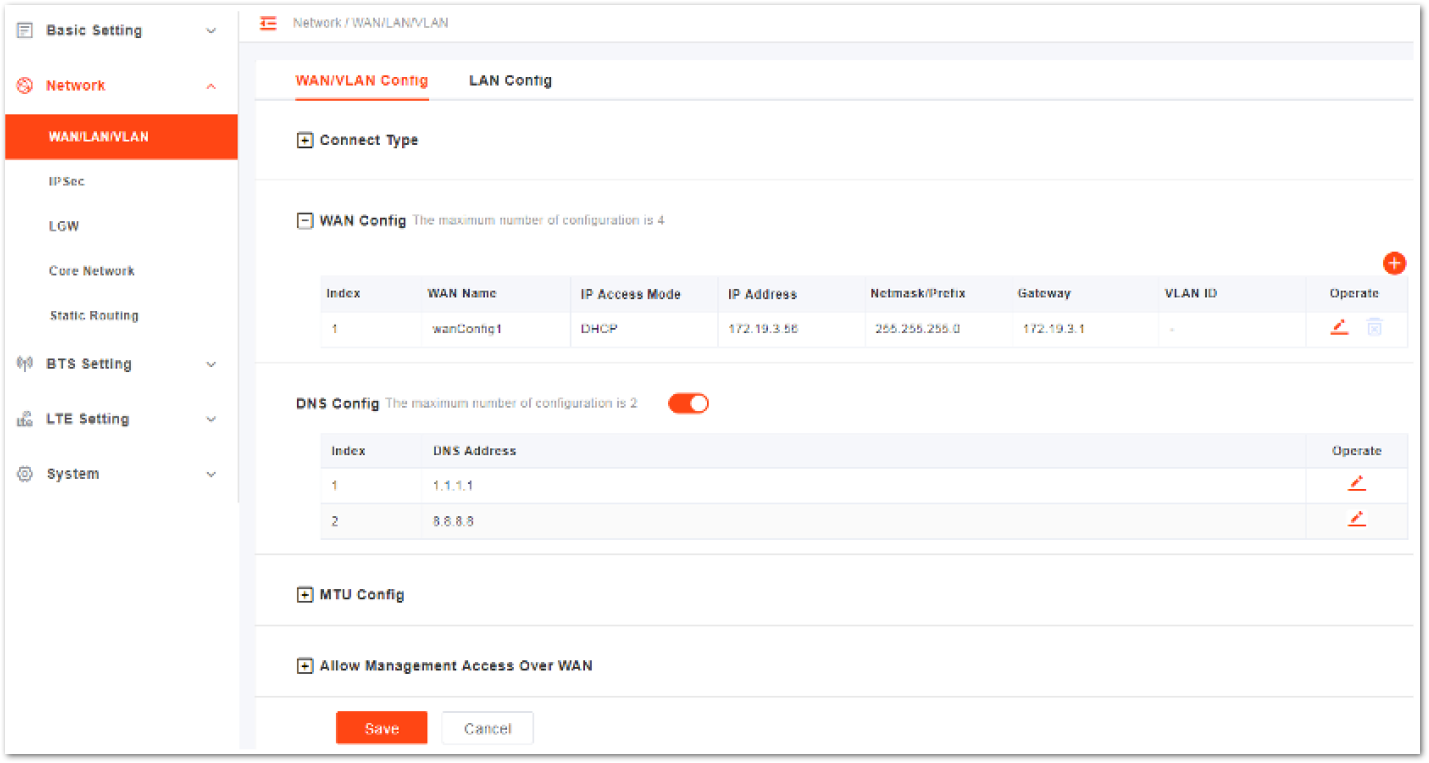 Network / WAN/LAN/VLAN
Basic Setting
Network
WAN/LAN/VLAN
IPSec
LGW
Core Network
Static Routing
BTS Setting
LTE Setting
System
WAN/VLAN Config LAN Config
Connect Type
WAN Config The maximum number of configuration is 4
Index WAN Name IP Access Mode IP Address Netmask/Prefix Gateway VLAN ID Operate
1 wanConfig1 DHCP 172.19.3.56 255.255.255.0 172.19.3.1 -
DNS Config The maximum number of configuration is 2
Index DNS Address Operate
1 1.1.1.1
2 8.8.8.8
MTU Config
Allow Management Access Over WAN
Save Cancel